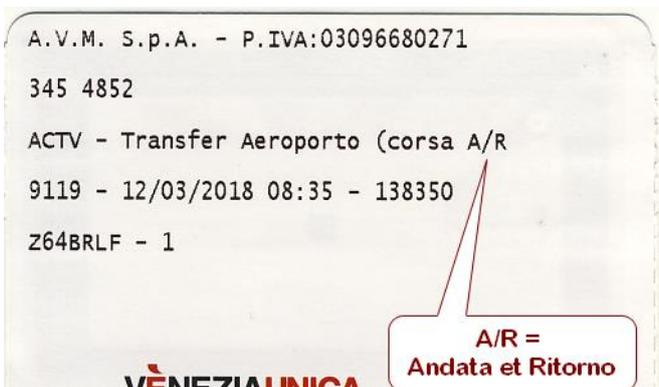 A.V.M. S.p.A. - P.IVA:03096680271
345 4852
ACTV - Transfer Aeroporto (corsa A/R
9119 - 12/03/2018 08:35 - 138350
Z64BRLF - 1
A/R =
Andata et Ritorno
VÈNEZIAUNICA